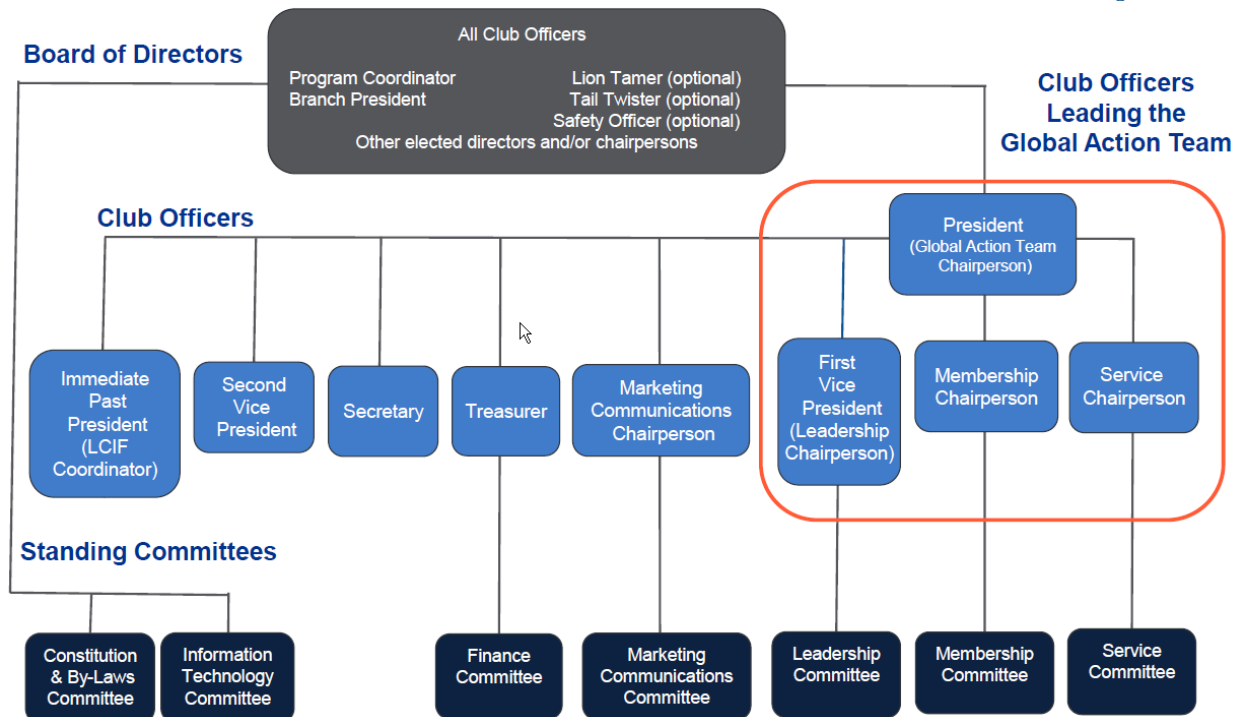 All Club Officers
Board of Directors
Program Coordinator
Lion Tamer (optional)
Branch President
Tail Twister (optional)
Safety Officer (optional)
Other elected directors and/or chairpersons
Club Officers
Leading the
Global Action Team
Club Officers
President
(Global Action Team
Chairperson)
Immediate
Past
President
(LCIF
Coordinator)
Second
Vice
President
Secretary
Treasurer
Marketing
Communications
Chairperson
First
Vice
President
(Leadership
Chairperson)
Membership
Chairperson
Service
Chairperson
Standing Committees
Constitution
& By-Laws
Committee
Information
Technology
Committee
Finance
Committee
Marketing
Communications
Committee
Leadership
Committee
Membership
Committee
Service
Committee